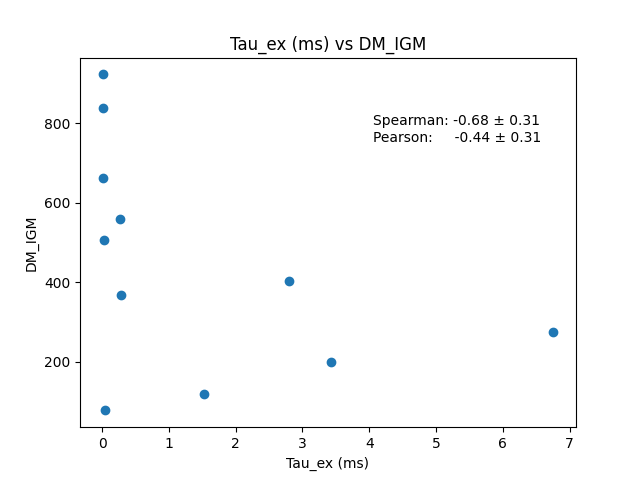 Tau_ex (ms) vs DM_IGM
Spearman: -0.68 ± 0.31
Pearson: -0.44 ± 0.31
800
600
400
200
DM_IGM
0 1 2 3 4 5 6 7
Tau_ex (ms)